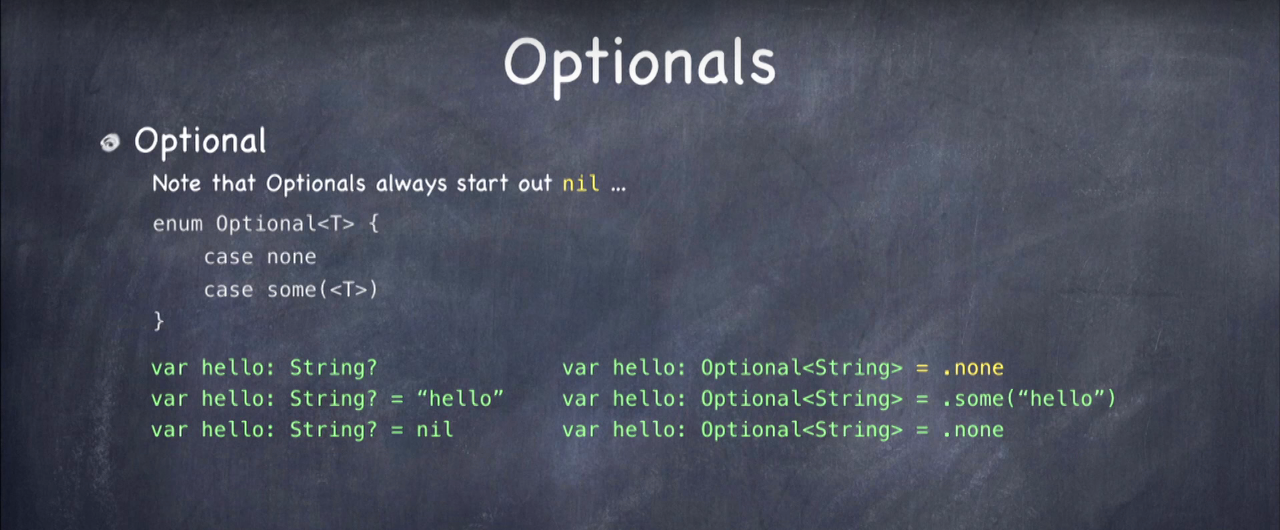 Optionals
Optional
Note that Optionals always start out nil ...
enum Optional<T> {
    case none
    case some(<T>)
}
var hello: String?    var hello: Optional<String> = .none
var hello: String? = “hello”    var hello: Optional<String> = .some(“hello”)
var hello: String? = nil    var hello: Optional<String> = .none